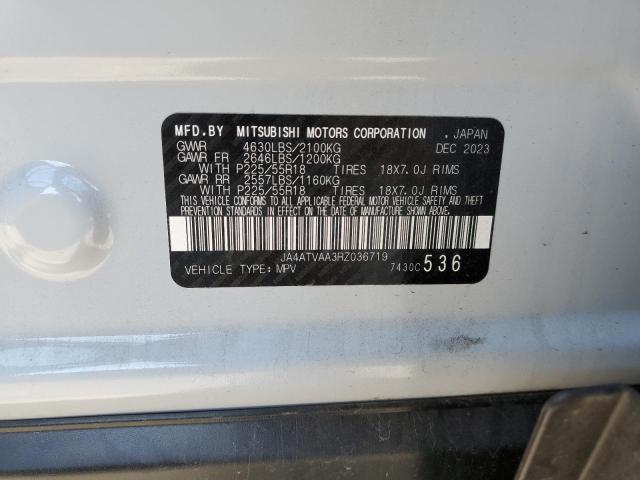 MFD.BY MITSUBISHI MOTORS CORPORATION . JAPAN
GVWR 4630LBS/2100KG DEC 2023
GAWR FR 2646LBS/1200KG
WITH P225/55R18 TIRES 18X7.0J RIMS
GAWR RR 2557LBS/1160KG
WITH P225/55R18 TIRES 18X7.0J RIMS
THIS VEHICLE CONFORMS TO ALL APPLICABLE FEDERAL MOTOR VEHICLE SAFETY AND THEFT
PREVENTION STANDARDS IN EFFECT ON THE DATE OF MANUFACTURE SHOWN ABOVE.
JA4ATVAA3RZ036719
VEHICLE TYPE: MPV 7430C 536